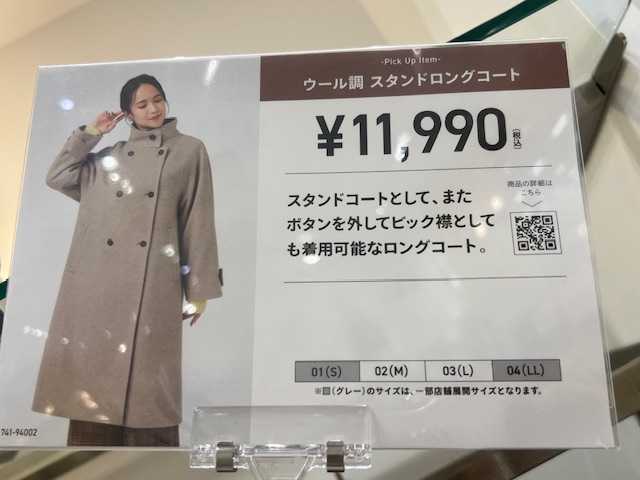 -Pick Up Item-
ウール調 スタンドロングコート
¥11,990(税込)
スタンドコートとして、また
ボタンを外してビック襟として
も着用可能なロングコート。
商品の詳細は
こちら
01(S) 02(M) 03(L) 04(LL)
※■(グレー)のサイズは、一部店舗展開サイズとなります。
741-94002